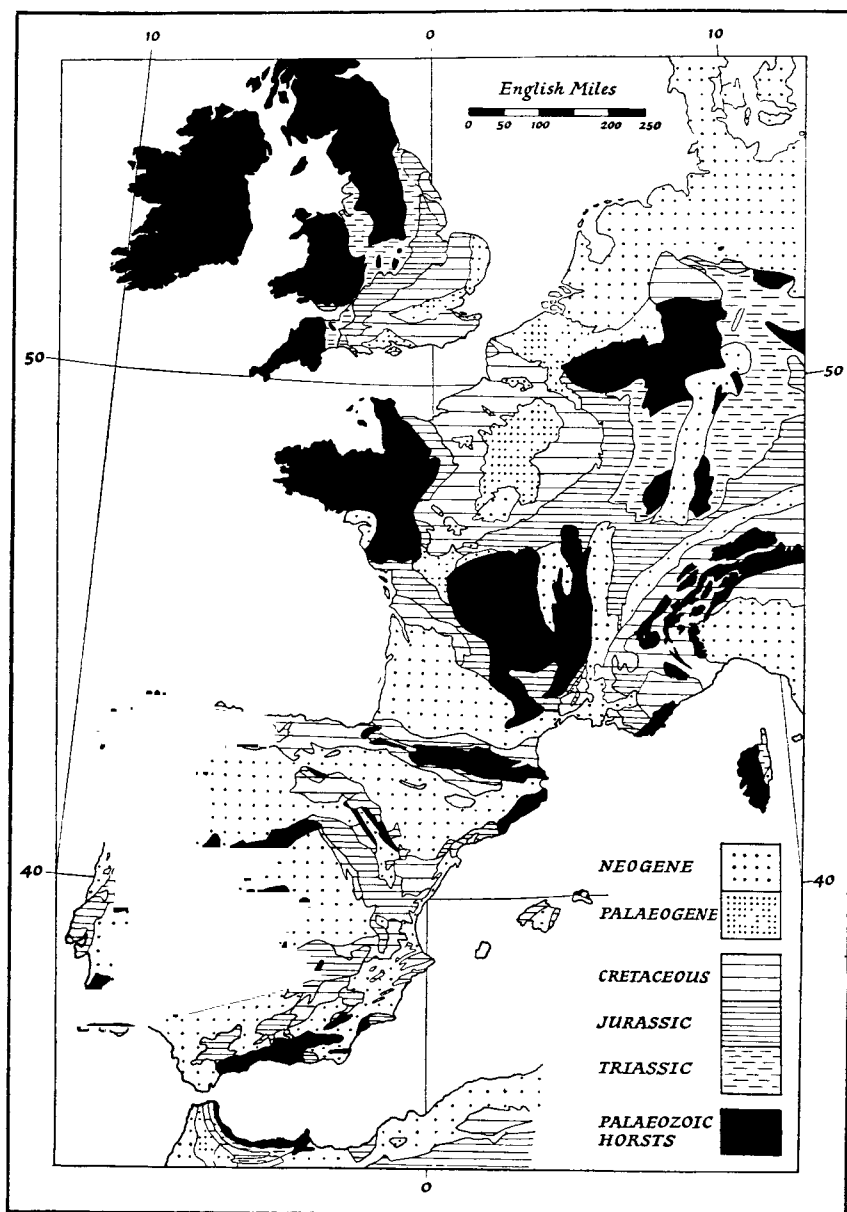 10 0 10
English Miles
0 50 100 200 250
50 50
40 40
NEOGENE
PALAEOGENE
CRETACEOUS
JURASSIC
TRIASSIC
PALAEOZOIC
HORSTS
0